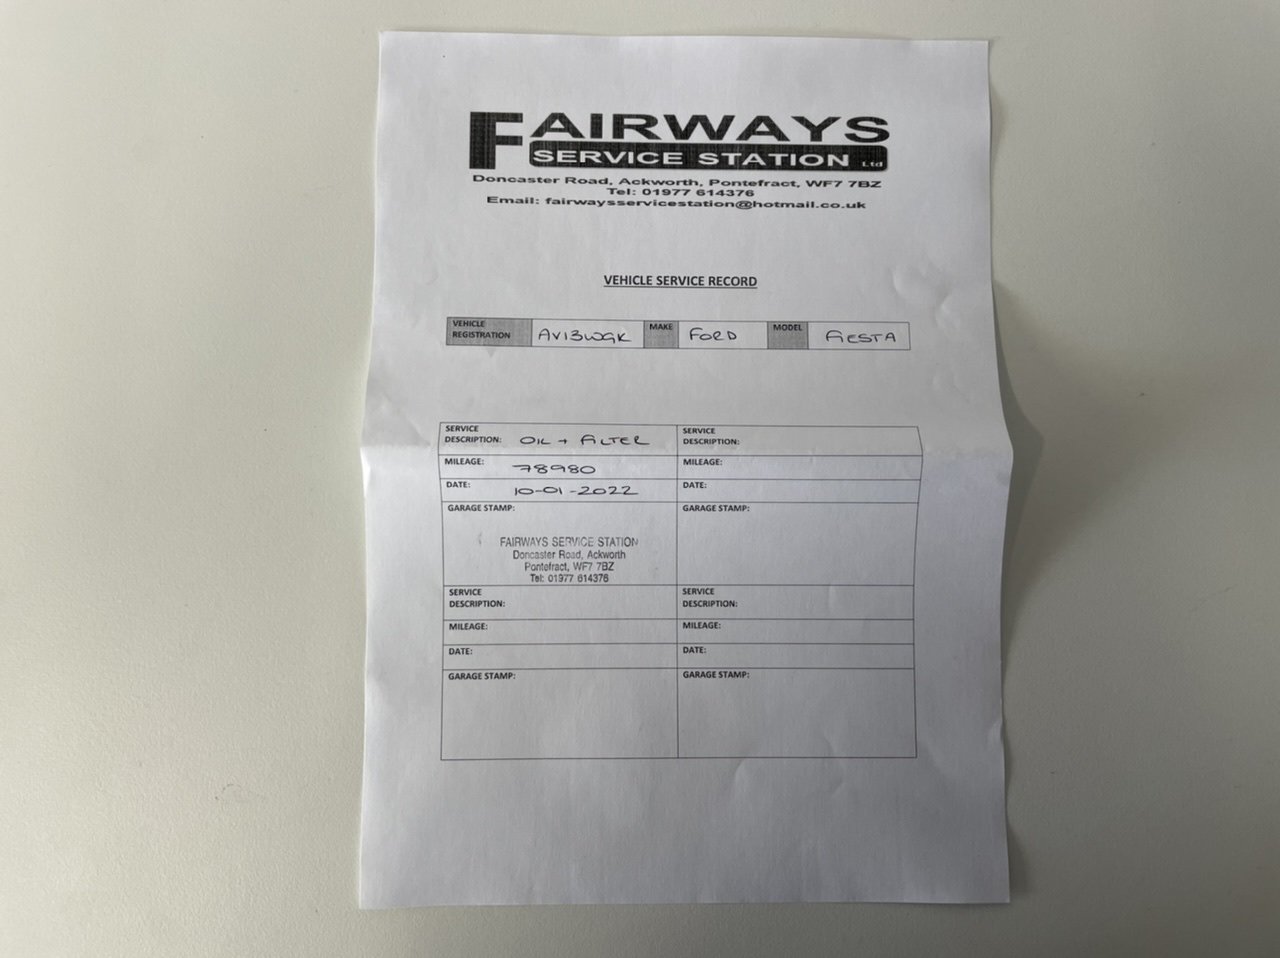 FAIRWAYS
SERVICE STATION Ltd
Doncaster Road, Ackworth, Pontefract, WF7 7BZ
Tel: 01977 614376
Email: fairwaysservicestation@hotmail.co.uk
VEHICLE SERVICE RECORD
VEHICLE REGISTRATION AV13WGK MAKE FORD MODEL FIESTA
SERVICE DESCRIPTION: OIL + FILTER
MILEAGE: 78980
DATE: 10-01-2022
GARAGE STAMP:
FAIRWAYS SERVICE STATION
Doncaster Road, Ackworth
Pontefract, WF7 7BZ
Tel: 01977 614376
SERVICE DESCRIPTION:
MILEAGE:
DATE:
GARAGE STAMP:
SERVICE DESCRIPTION:
MILEAGE:
DATE:
GARAGE STAMP:
SERVICE DESCRIPTION:
MILEAGE:
DATE:
GARAGE STAMP: